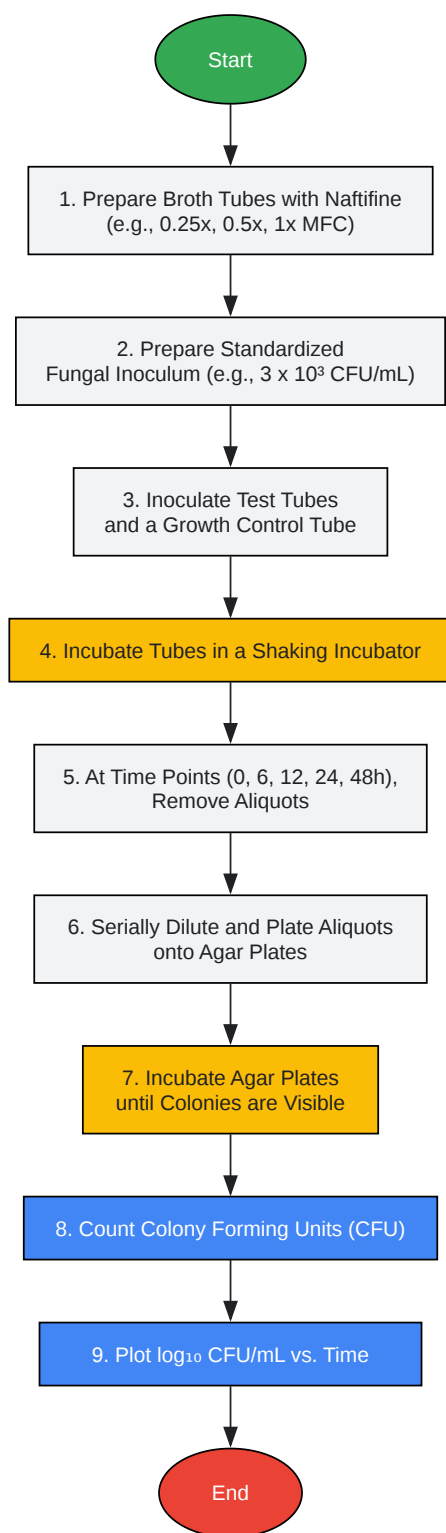 Start
1. Prepare Broth Tubes with Naftifine
(e.g., 0.25x, 0.5x, 1x MFC)
2. Prepare Standardized
Fungal Inoculum (e.g., 3 x 10³ CFU/mL)
3. Inoculate Test Tubes
and a Growth Control Tube
4. Incubate Tubes in a Shaking Incubator
5. At Time Points (0, 6, 12, 24, 48h),
Remove Aliquots
6. Serially Dilute and Plate Aliquots
onto Agar Plates
7. Incubate Agar Plates
until Colonies are Visible
8. Count Colony Forming Units (CFU)
9. Plot log₁₀ CFU/mL vs. Time
End